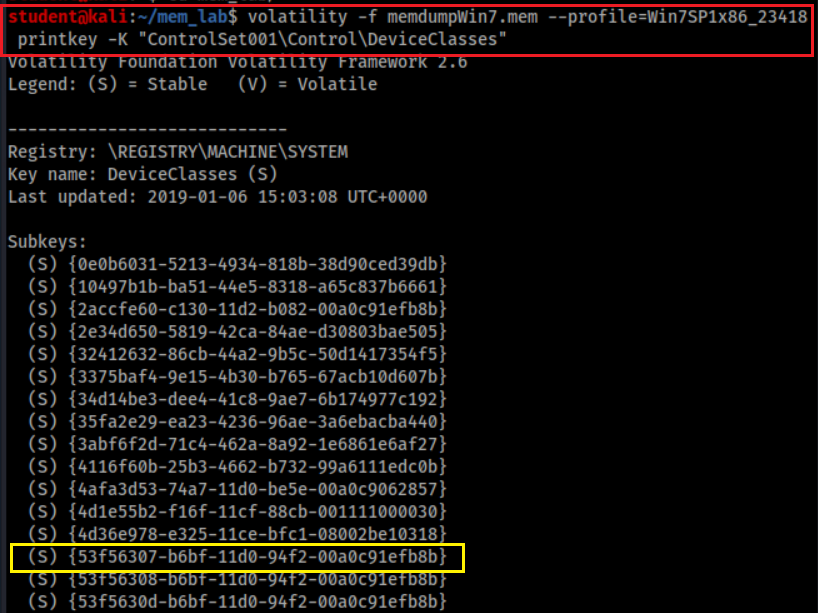 student@kali:~/mem_lab$ volatility -f memdumpWin7.mem --profile=Win7SP1x86_23418
printkey -K "ControlSet001\Control\DeviceClasses"
Volatility Foundation Volatility Framework 2.6
Legend: (S) = Stable   (V) = Volatile
----------------------------
Registry: \REGISTRY\MACHINE\SYSTEM
Key name: DeviceClasses (S)
Last updated: 2019-01-06 15:03:08 UTC+0000
Subkeys:
(S) {0e0b6031-5213-4934-818b-38d90ced39db}
(S) {10497b1b-ba51-44e5-8318-a65c837b6661}
(S) {2accfe60-c130-11d2-b082-00a0c91efb8b}
(S) {2e34d650-5819-42ca-84ae-d30803bae505}
(S) {32412632-86cb-44a2-9b5c-50d1417354f5}
(S) {3375baf4-9e15-4b30-b765-67acb10d607b}
(S) {34d14be3-dee4-41c8-9ae7-6b174977c192}
(S) {35fa2e29-ea23-4236-96ae-3a6ebacba440}
(S) {3abf6f2d-71c4-462a-8a92-1e6861e6af27}
(S) {4116f60b-25b3-4662-b732-99a6111edc0b}
(S) {4afa3d53-74a7-11d0-be5e-00a0c9062857}
(S) {4d1e55b2-f16f-11cf-88cb-001111000030}
(S) {4d36e978-e325-11ce-bfc1-08002be10318}
(S) {53f56307-b6bf-11d0-94f2-00a0c91efb8b}
(S) {53f56308-b6bf-11d0-94f2-00a0c91efb8b}
(S) {53f5630d-b6bf-11d0-94f2-00a0c91efb8b}